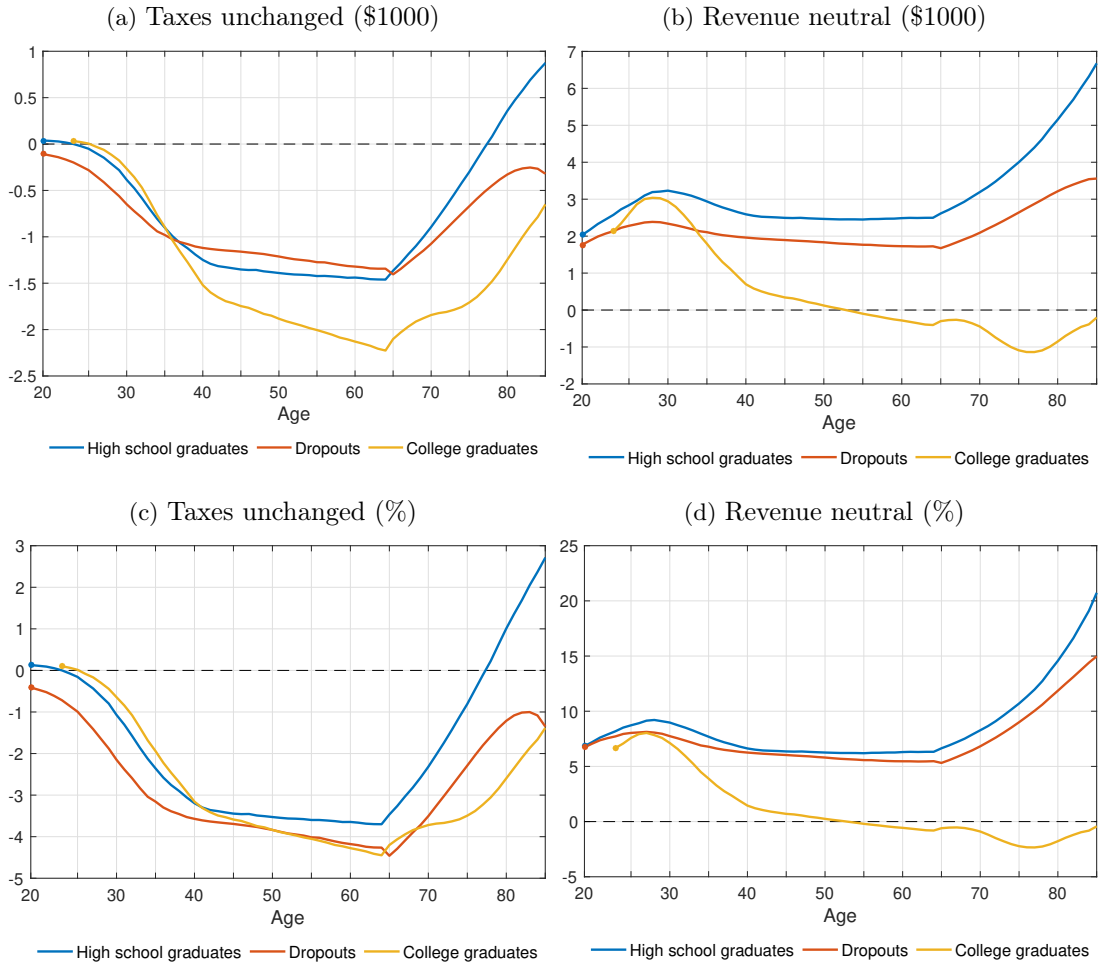 (a) Taxes unchanged ($1000)
1
0.5
0
-0.5
-1
-1.5
-2
-2.5
20 30 40 50 60 70 80
Age
High school graduates Dropouts College graduates
(b) Revenue neutral ($1000)
7
6
5
4
3
2
1
0
-1
-2
20 30 40 50 60 70 80
Age
High school graduates Dropouts College graduates
(c) Taxes unchanged (%)
3
2
1
0
-1
-2
-3
-4
-5
20 30 40 50 60 70 80
Age
High school graduates Dropouts College graduates
(d) Revenue neutral (%)
25
20
15
10
5
0
-5
20 30 40 50 60 70 80
Age
High school graduates Dropouts College graduates